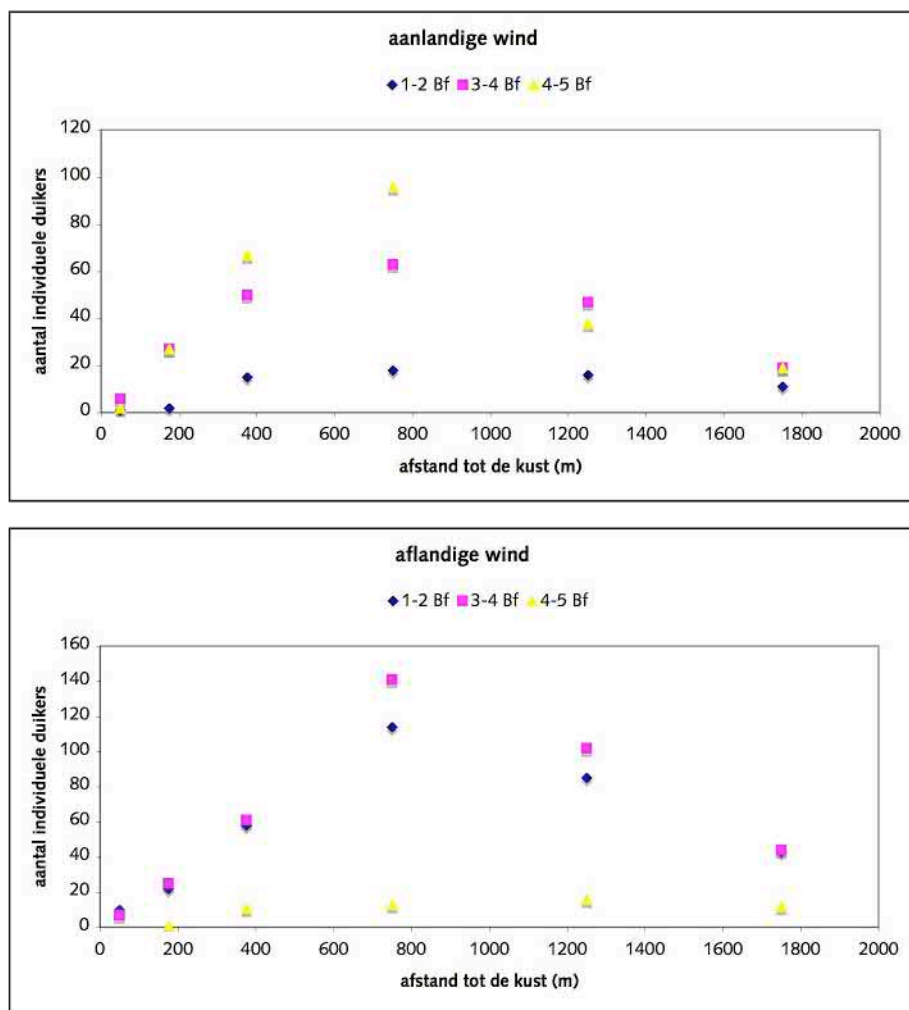 aanlandige wind
1-2 Bf 3-4 Bf 4-5 Bf
aantal individuele duikers
120
100
80
60
40
20
0
0 200 400 600 800 1000 1200 1400 1600 1800 2000
afstand tot de kust (m)
aflandige wind
1-2 Bf 3-4 Bf 4-5 Bf
aantal individuele duikers
160
140
120
100
80
60
40
20
0
0 200 400 600 800 1000 1200 1400 1600 1800 2000
afstand tot de kust (m)